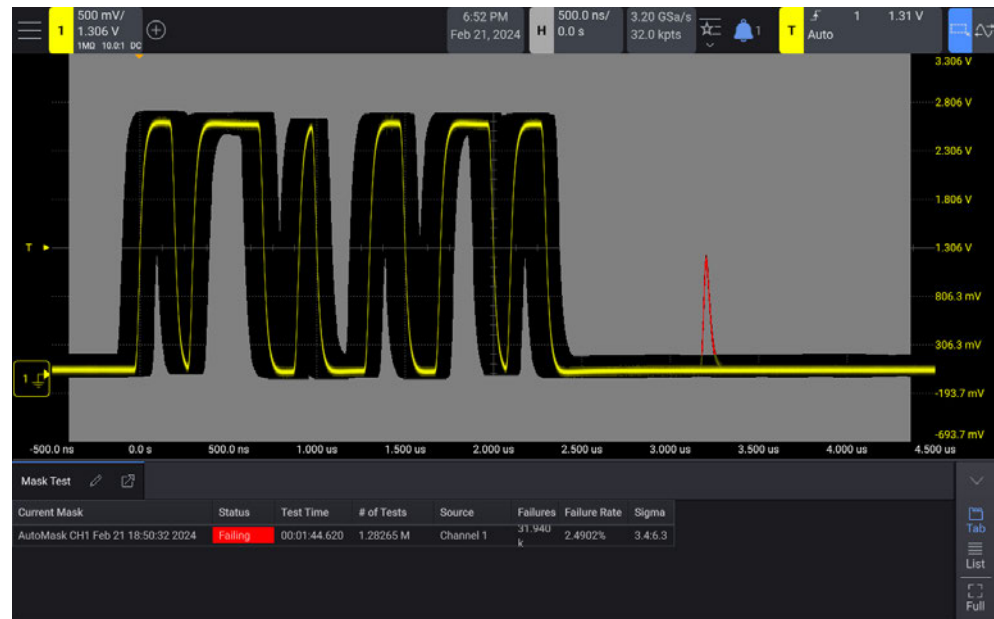 1
500 mV/
1.306 V
1MΩ 10.0:1 DC
6:52 PM
Feb 21, 2024
H
500.0 ns/
0.0 s
3.20 GSa/s
32.0 kpts
1
T
1 1.31 V
Auto
3.306 V
2.806 V
2.306 V
1.806 V
T
1.306 V
806.3 mV
306.3 mV
1
-193.7 mV
-693.7 mV
-500.0 ns 0.0 s 500.0 ns 1.000 us 1.500 us 2.000 us 2.500 us 3.000 us 3.500 us 4.000 us 4.500 us
Mask Test
Current Mask Status Test Time # of Tests Source Failures Failure Rate Sigma
AutoMask CH1 Feb 21 18:50:32 2024 Failing 00:01:44.620 1.28265 M Channel 1 31.940 k 2.4902% 3.4:6.3
Tab
List
Full